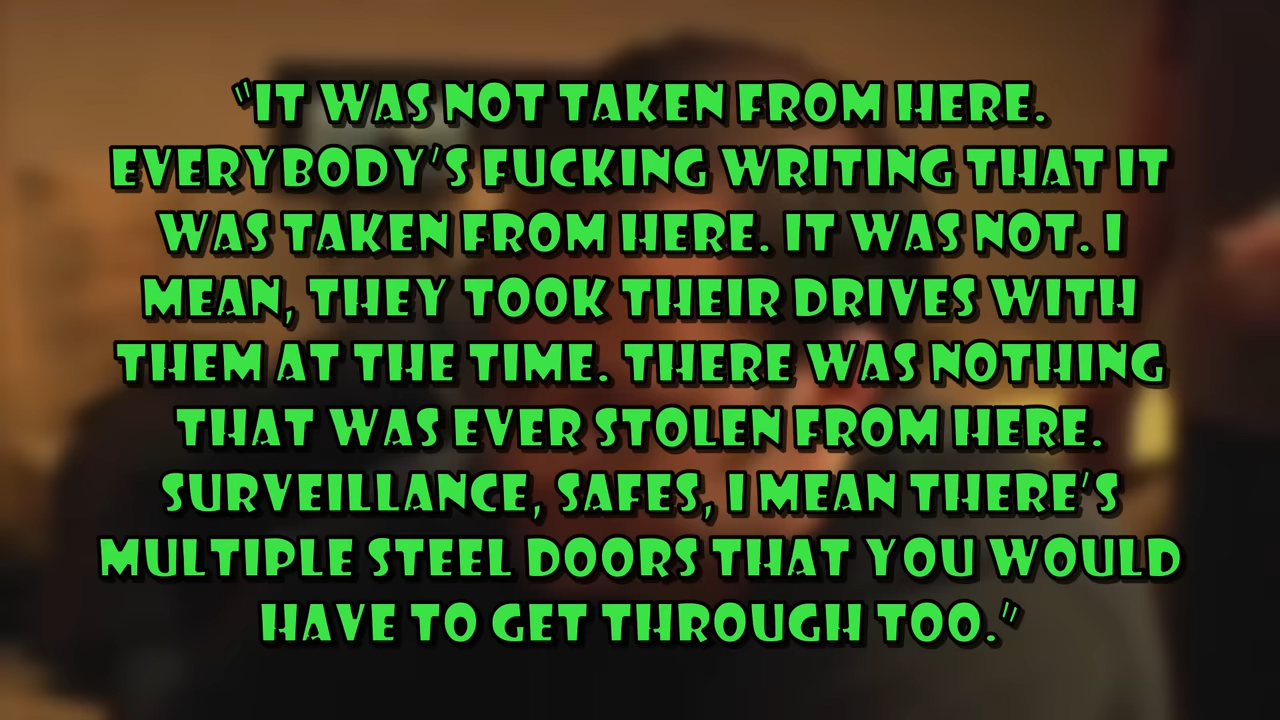 "IT WAS NOT TAKEN FROM HERE.
EVERYBODY'S FUCKING WRITING THAT IT
WAS TAKEN FROM HERE. IT WAS NOT. I
MEAN, THEY TOOK THEIR DRIVES WITH
THEM AT THE TIME. THERE WAS NOTHING
THAT WAS EVER STOLEN FROM HERE.
SURVEILLANCE, SAFES, I MEAN THERE'S
MULTIPLE STEEL DOORS THAT YOU WOULD
HAVE TO GET THROUGH TOO."